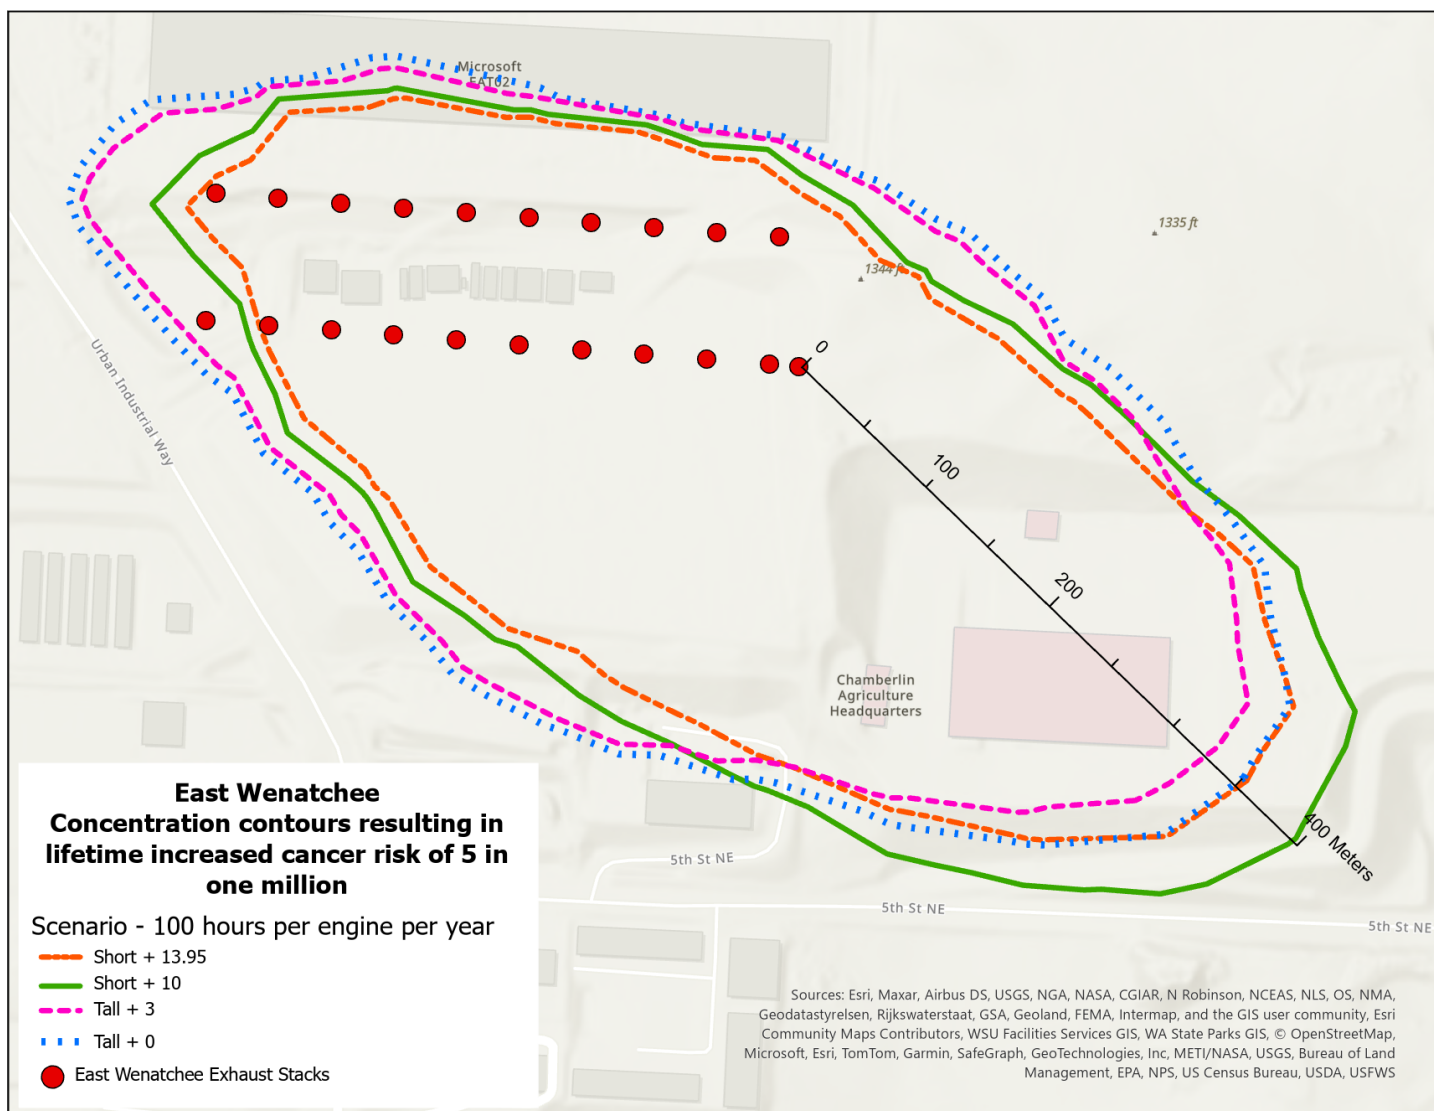 Microsoft
EAT02
1335 ft
1344 ft
0
100
200
400 Meters
Urban Industrial Way
Chamberlin
Agriculture
Headquarters
5th St NE
5th St NE
5th St NE
East Wenatchee
Concentration contours resulting in
lifetime increased cancer risk of 5 in
one million
Scenario - 100 hours per engine per year
Short + 13.95
Short + 10
Tall + 3
Tall + 0
East Wenatchee Exhaust Stacks
Sources: Esri, Maxar, Airbus DS, USGS, NGA, NASA, CGIAR, N Robinson, NCEAS, NLS, OS, NMA,
Geodatastyrelsen, Rijkswaterstaat, GSA, Geoland, FEMA, Intermap, and the GIS user community, Esri
Community Maps Contributors, WSU Facilities Services GIS, WA State Parks GIS, © OpenStreetMap,
Microsoft, Esri, TomTom, Garmin, SafeGraph, GeoTechnologies, Inc, METI/NASA, USGS, Bureau of Land
Management, EPA, NPS, US Census Bureau, USDA, USFWS